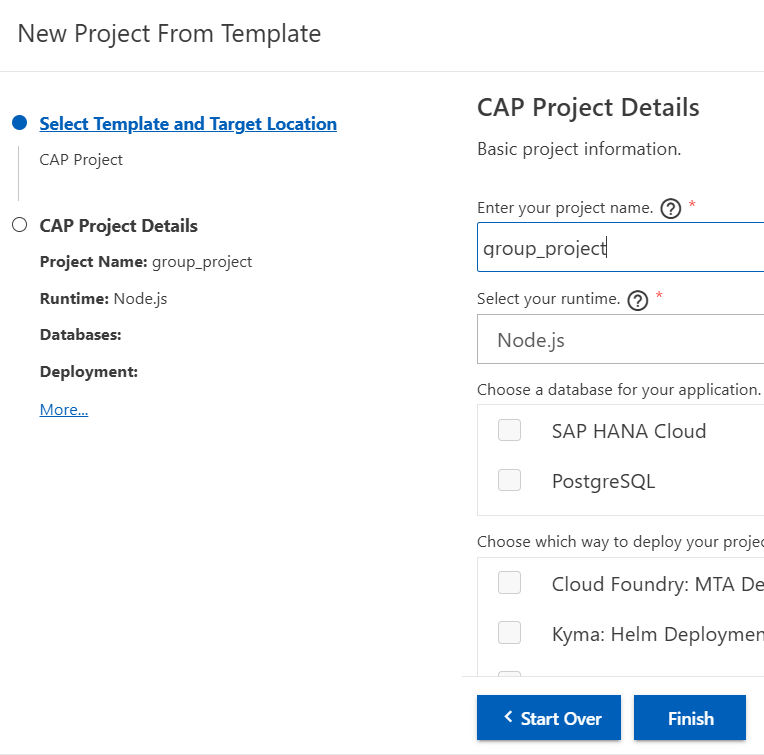 New Project From Template
Select Template and Target Location
CAP Project
CAP Project Details
Project Name: group_project
Runtime: Node.js
Databases:
Deployment:
More...
CAP Project Details
Basic project information.
Enter your project name. ? *
group_project
Select your runtime. ? *
Node.js
Choose a database for your application.
SAP HANA Cloud
PostgreSQL
Choose which way to deploy your
Cloud Foundry: MTA
Kyma: Helm
< Start Over
Finish